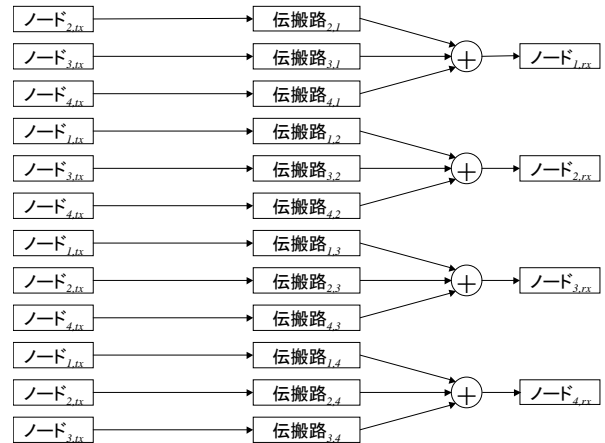 ノード2,tx 伝搬路2,1
ノード3,tx 伝搬路3,1 + ノード1,rx
ノード4,tx 伝搬路4,1
ノード1,tx 伝搬路1,2
ノード3,tx 伝搬路3,2 + ノード2,rx
ノード4,tx 伝搬路4,2
ノード1,tx 伝搬路1,3
ノード2,tx 伝搬路2,3 + ノード3,rx
ノード4,tx 伝搬路4,3
ノード1,tx 伝搬路1,4
ノード2,tx 伝搬路2,4 + ノード4,rx
ノード3,tx 伝搬路3,4